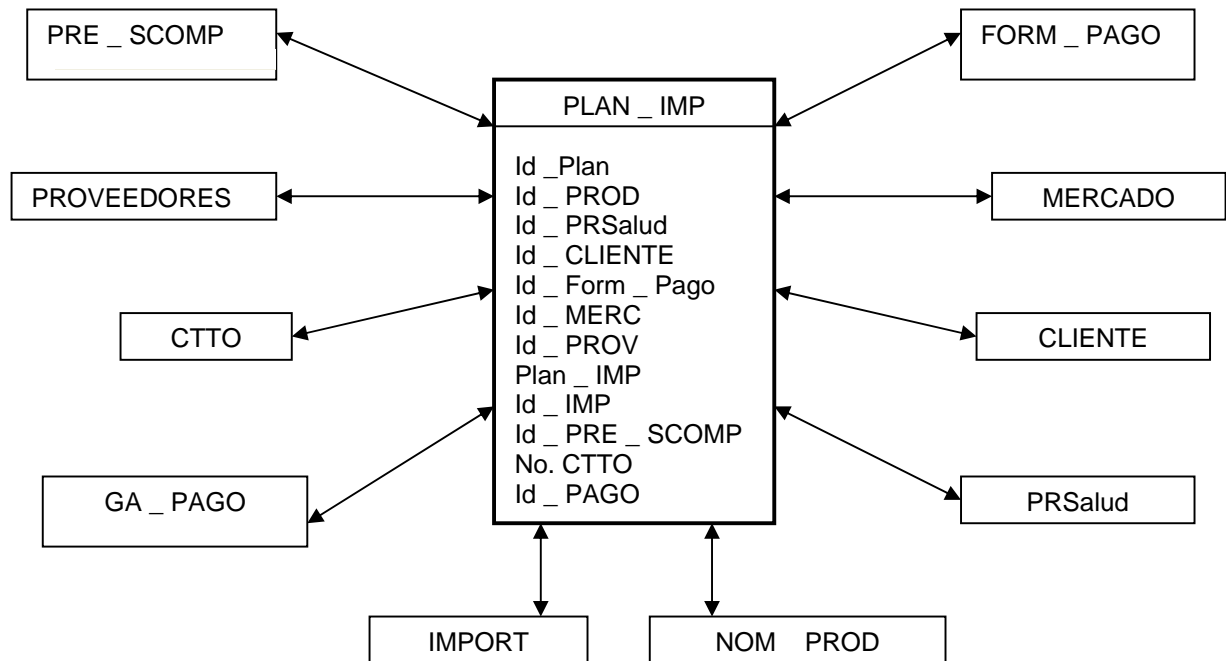 PRE _ SCOMP
FORM _ PAGO
PLAN _ IMP
Id _Plan
Id _ PROD
Id _ PRSalud
Id _ CLIENTE
Id _ Form _ Pago
Id _ MERC
Id _ PROV
Plan _ IMP
Id _ IMP
Id _ PRE _ SCOMP
No. CTTO
Id _ PAGO
PROVEEDORES
MERCADO
CTTO
CLIENTE
GA _ PAGO
PRSalud
IMPORT
NOM PROD